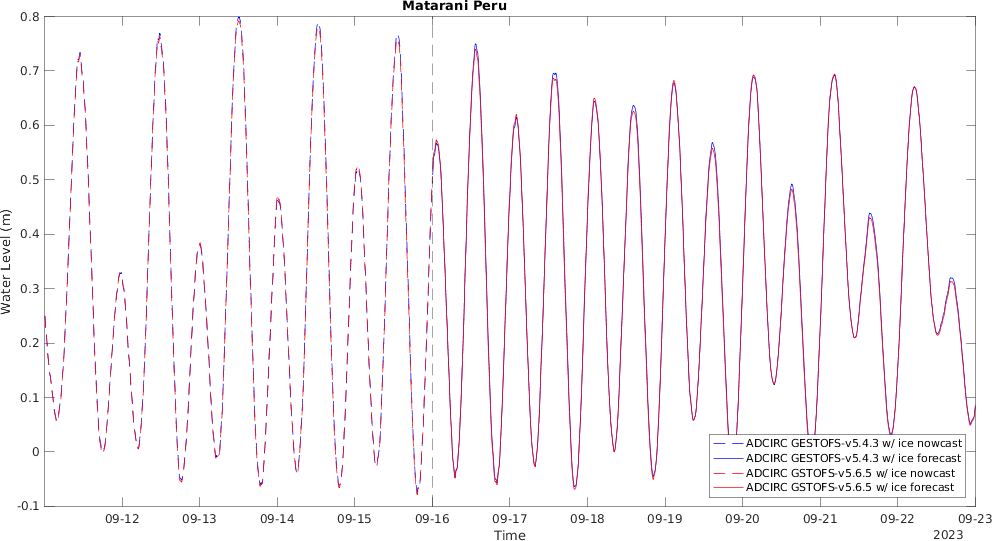 Matarani Peru
0.8
0.7
0.6
0.5
0.4
0.3
0.2
0.1
0
-0.1
Water Level (m)
09-12 09-13 09-14 09-15 09-16 09-17 09-18 09-19 09-20 09-21 09-22 09-23
Time
2023
ADCIRC GESTOFS-v5.4.3 w/ ice nowcast
ADCIRC GESTOFS-v5.4.3 w/ ice forecast
ADCIRC GSTOFS-v5.6.5 w/ ice nowcast
ADCIRC GSTOFS-v5.6.5 w/ ice forecast